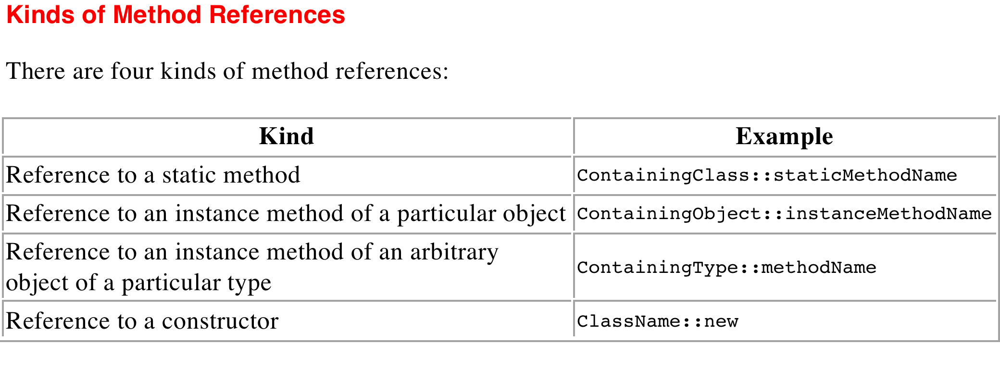 Kinds of Method References
There are four kinds of method references:
Kind Example
Reference to a static method ContainingClass::staticMethodName
Reference to an instance method of a particular object ContainingObject::instanceMethodName
Reference to an instance method of an arbitrary
object of a particular type ContainingType::methodName
Reference to a constructor ClassName::new